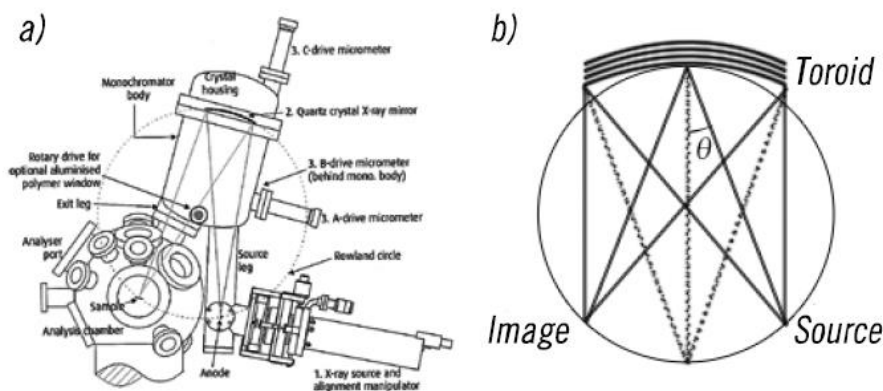 a)
3. C-drive micrometer
Crystal
housing
Monochromator
body
2. Quartz crystal X-ray mirror
Rotary drive for
optional aluminised
polymer window
3. B-drive micrometer
(behind mono. body)
Exit leg
3. A-drive micrometer
Analyser
port
Source
leg
Rowland circle
Sample
Analysis chamber
Anode
1. X-ray source and
alignment manipulator
b)
Toroid
θ
Image
Source